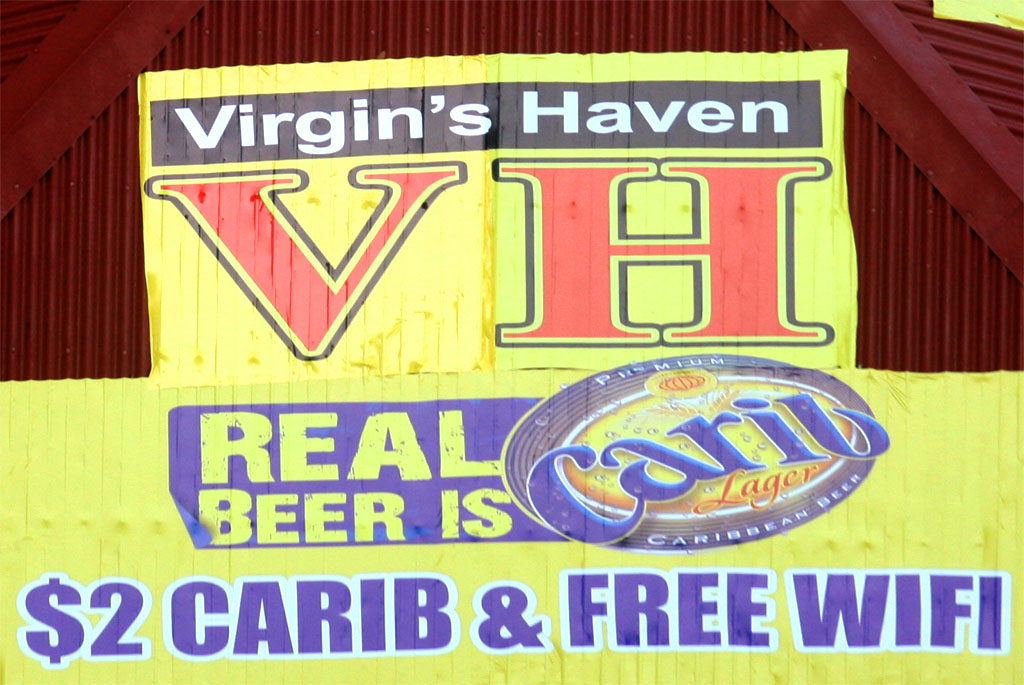 Virgin's Haven
VH
REAL
BEER IS
PREMIUM
Carib
Lager
CARIBBEAN BEER
$2 CARIB & FREE WIFI